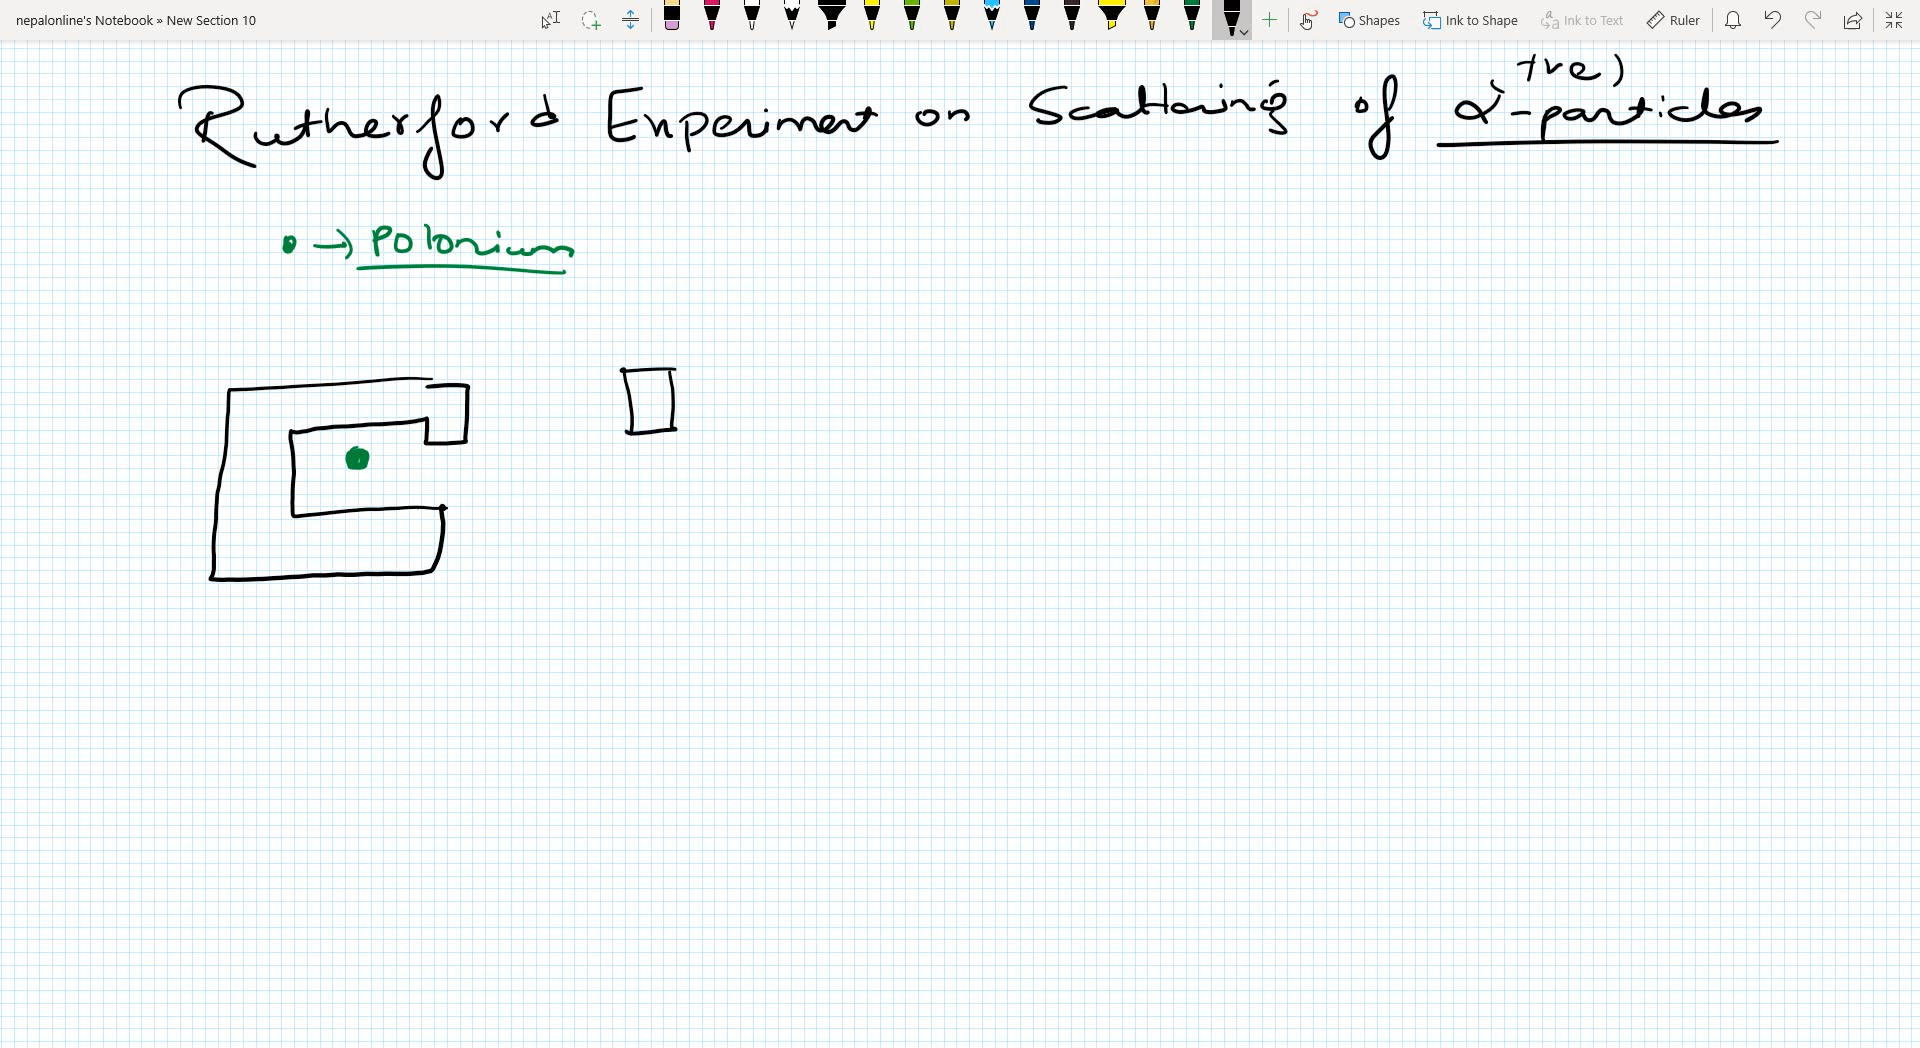 nepalonline's Notebook » New Section 10
Shapes
Ink to Shape
Ink to Text
Ruler
+ve)
Rutherford Experiment on Scattering of α-particles
• → Polonium